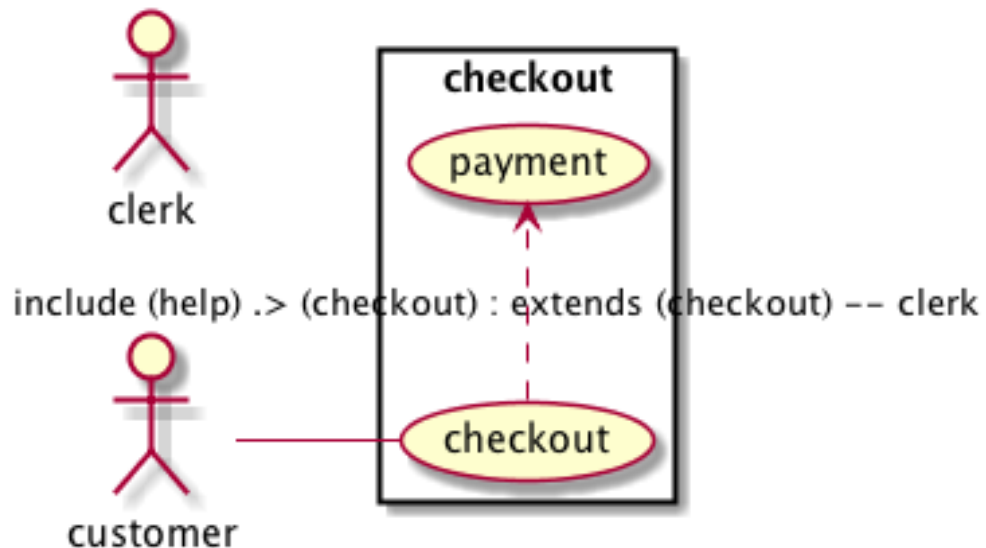 checkout
payment
clerk
include (help) .> (checkout) : extends (checkout) -- clerk
checkout
customer